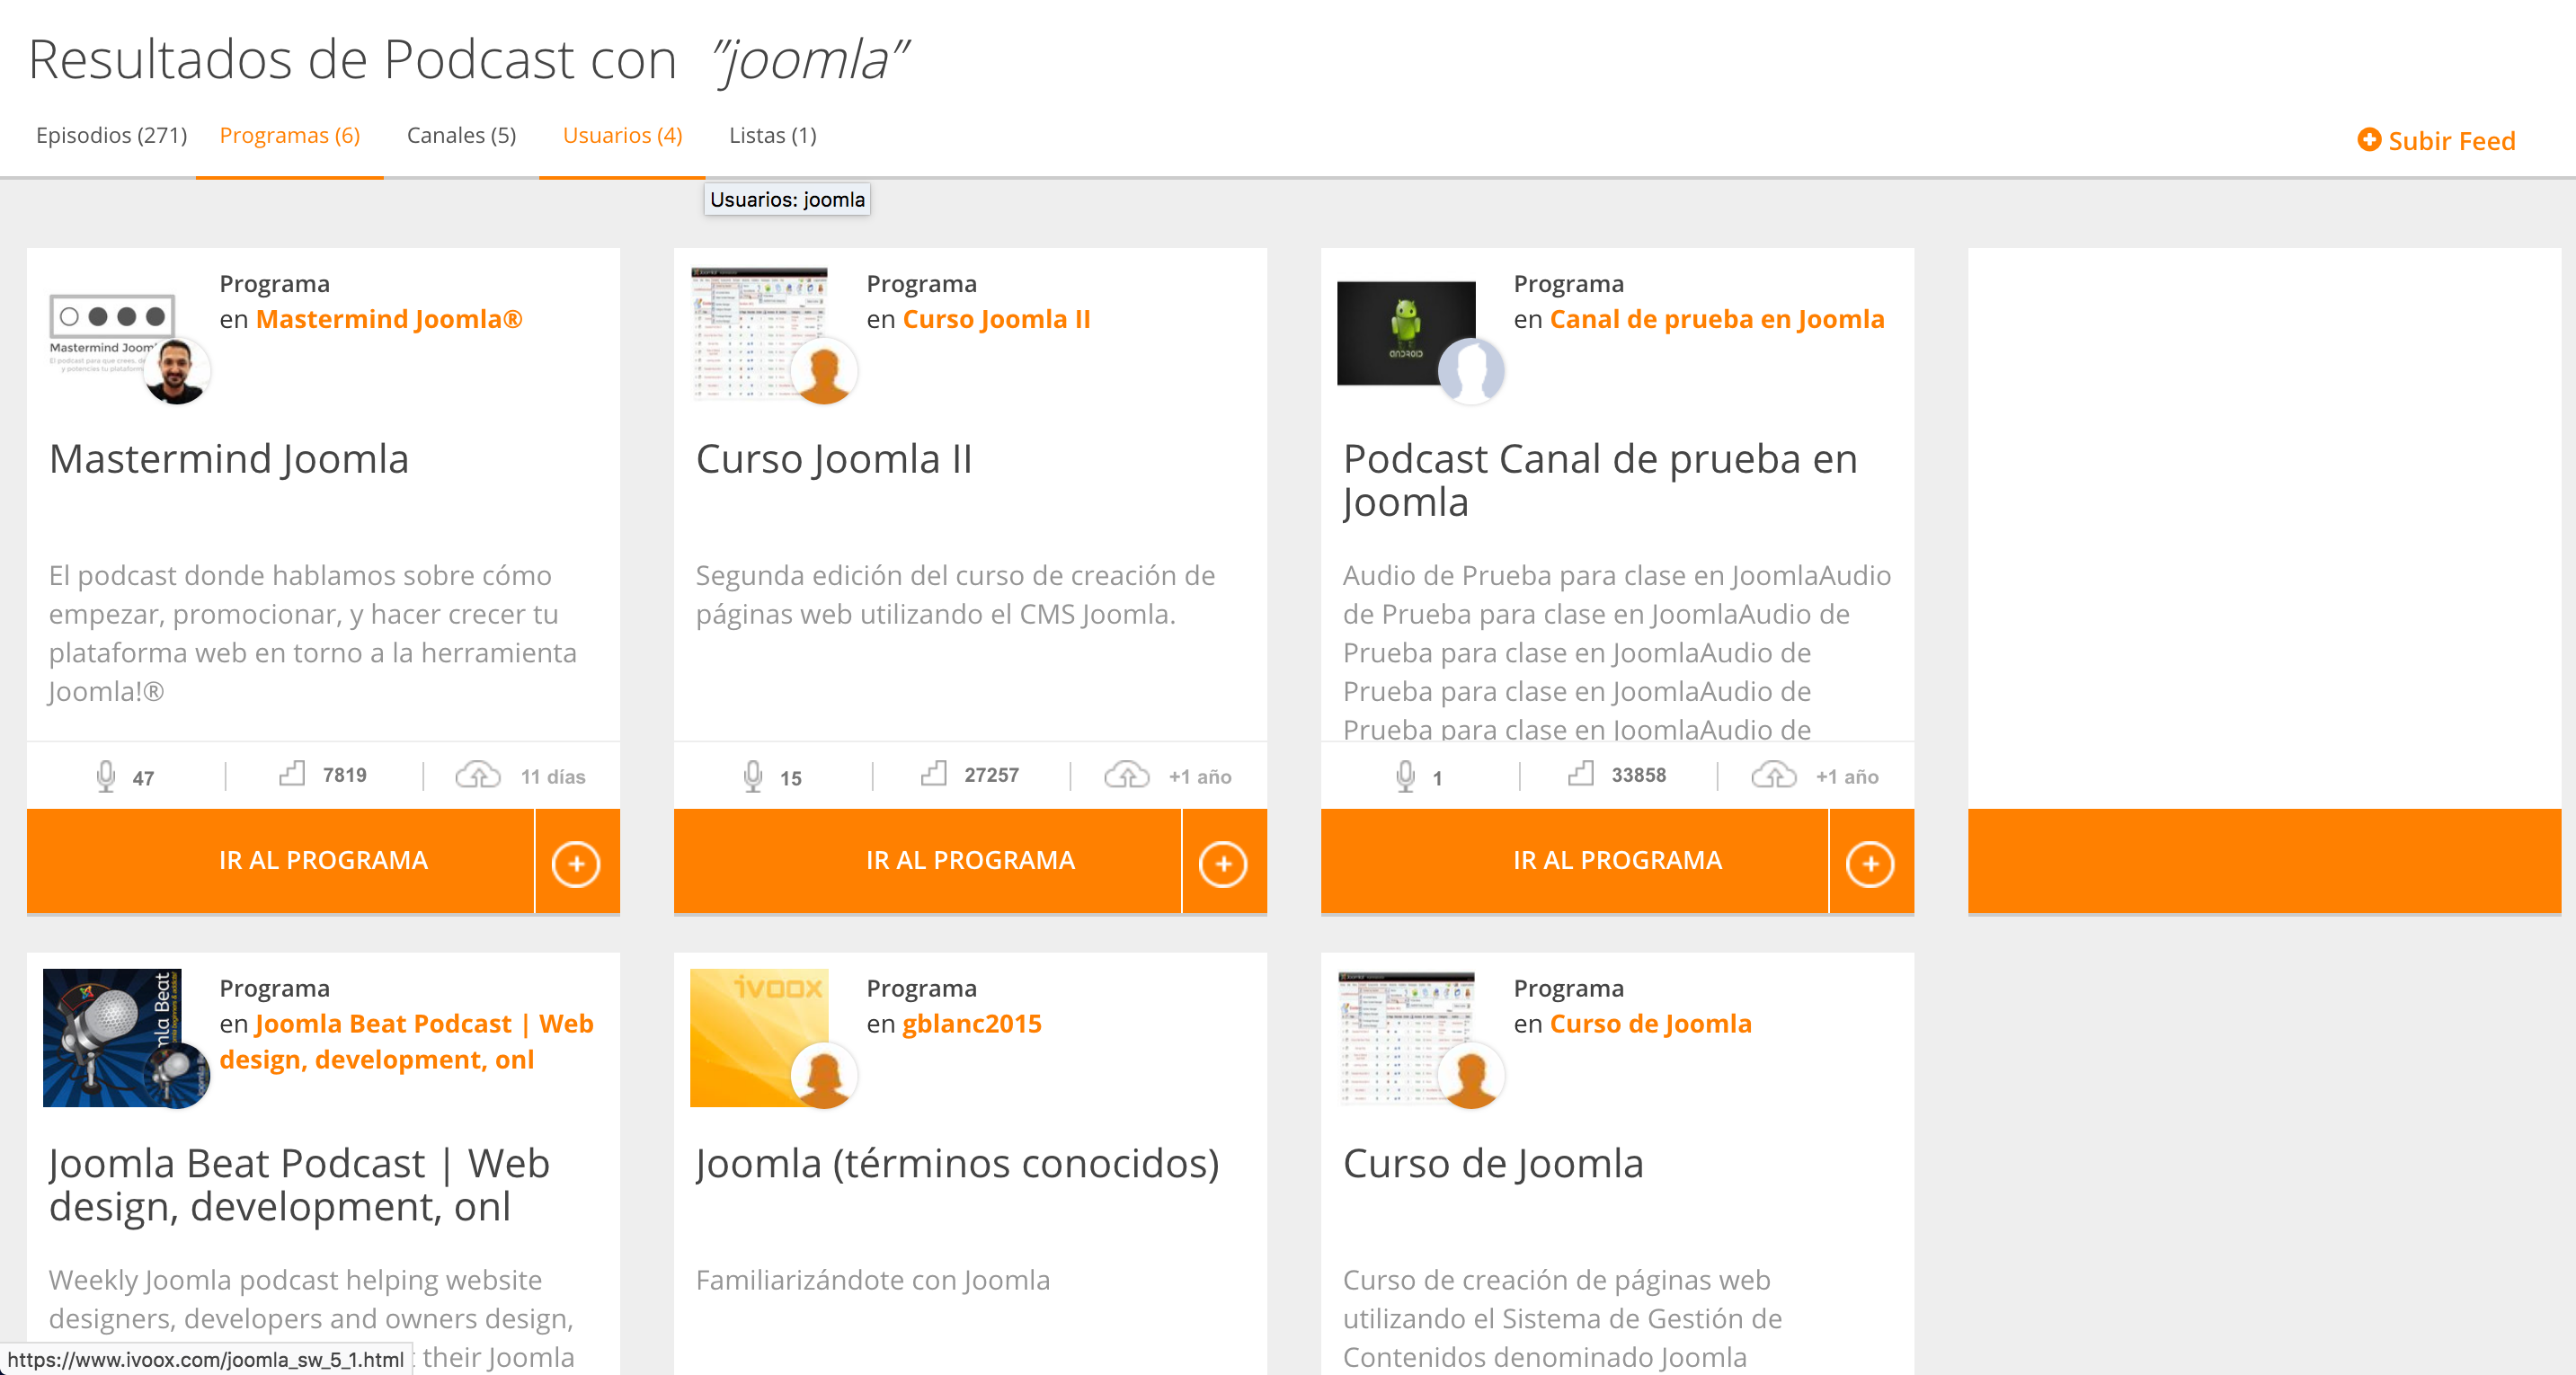 Resultados de Podcast con "joomla"
Episodios (271)
Programas (6)
Canales (5)
Usuarios (4)
Listas (1)
Subir Feed
Usuarios: joomla
Mastermind Joom
Programa
en Mastermind Joomla®
Mastermind Joomla
El podcast donde hablamos sobre cómo
empezar, promocionar, y hacer crecer tu
plataforma web en torno a la herramienta
Joomla!®
47
7819
11 días
IR AL PROGRAMA
Programa
en Curso Joomla II
Curso Joomla II
Segunda edición del curso de creación de
páginas web utilizando el CMS Joomla.
15
27257
+1 año
IR AL PROGRAMA
ANDROID
Programa
en Canal de prueba en Joomla
Podcast Canal de prueba en
Joomla
Audio de Prueba para clase en JoomlaAudio
de Prueba para clase en JoomlaAudio de
Prueba para clase en JoomlaAudio de
Prueba para clase en JoomlaAudio de
Prueba para clase en JoomlaAudio de
1
33858
+1 año
IR AL PROGRAMA
mla Beat
Programa
en Joomla Beat Podcast | Web
design, development, onl
Joomla Beat Podcast | Web
design, development, onl
Weekly Joomla podcast helping website
designers, developers and owners design,
their Joomla
ivoox
Programa
en gblanc2015
Joomla (términos conocidos)
Familiarizándote con Joomla
Programa
en Curso de Joomla
Curso de Joomla
Curso de creación de páginas web
utilizando el Sistema de Gestión de
Contenidos denominado Joomla
https://www.ivoox.com/joomla_sw_5_1.html